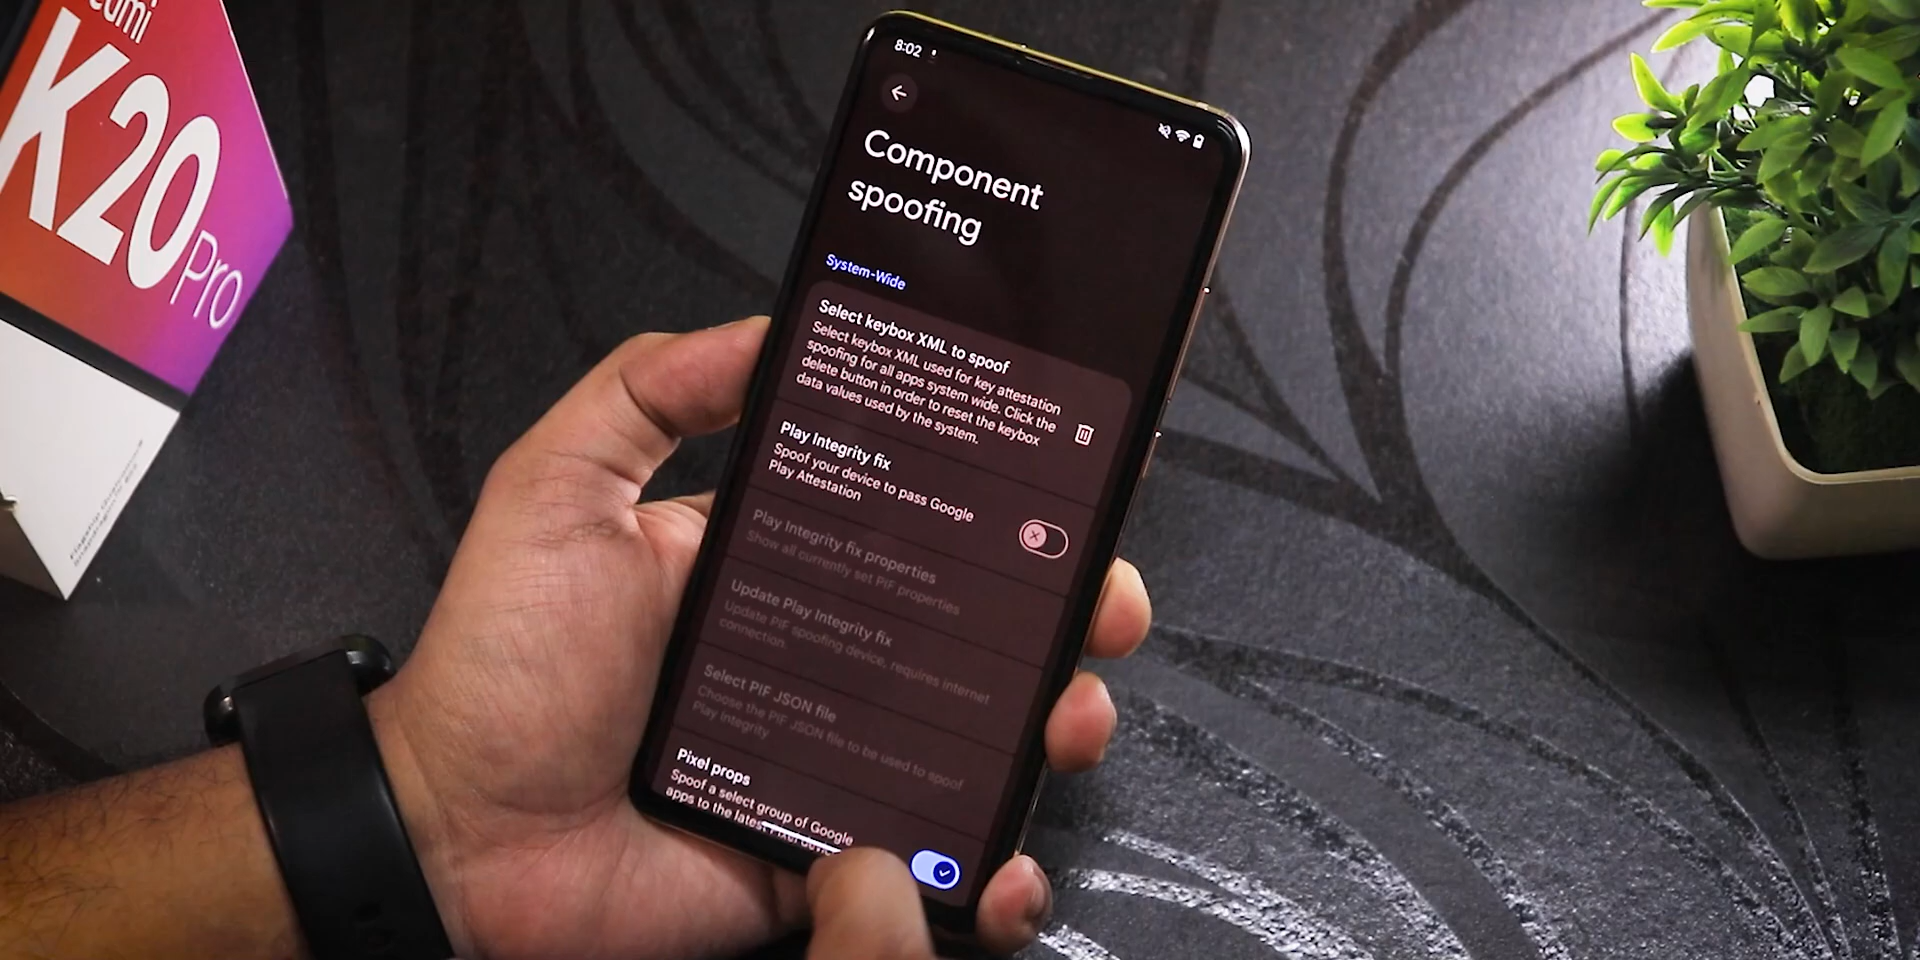 K20 Pro
8:02
Component
spoofing
System-Wide
Select keybox XML to spoof
Select keybox XML used for key attestation
spoofing for all apps system wide. Click the
delete button in order to reset the keybox
data values used by the system.
Play Integrity fix
Spoof your device to pass Google
Play Attestation
Play Integrity fix properties
Show all currently set PIF properties
Update Play Integrity fix
Update PIF spoofing device, requires internet
connection.
Select PIF JSON file
Choose the PIF JSON file to be used to spoof
Play Integrity
Pixel props
Spoof a select group of Google
apps to the latest Pixel device